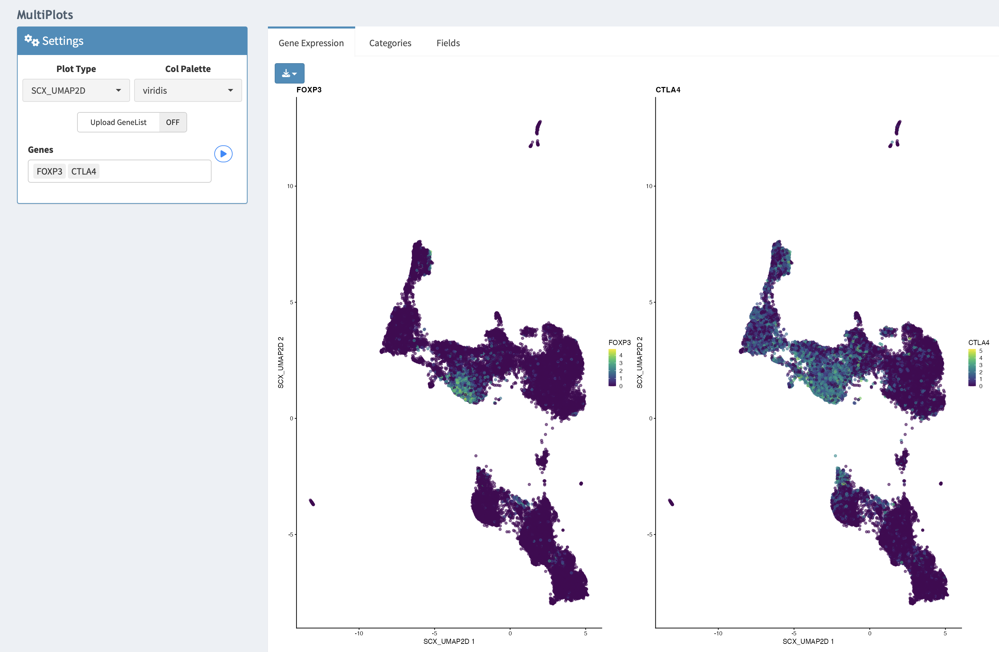 MultiPlots
Settings
Plot Type Col Palette
SCX_UMAP2D viridis
Upload GeneList OFF
Genes
FOXP3 CTLA4
Gene Expression Categories Fields
FOXP3
10
5
0
-5
SCX_UMAP2D 2
-10 -5 0 5
SCX_UMAP2D 1
FOXP3
4
3
2
1
0
CTLA4
10
5
0
-5
SCX_UMAP2D 2
-10 -5 0 5
SCX_UMAP2D 1
CTLA4
5
4
3
2
1
0